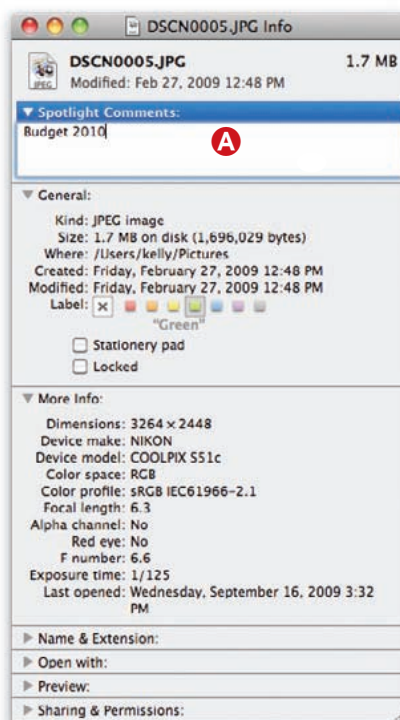 DSCN0005.JPG Info
JPEG
DSCN0005.JPG 1.7 MB
Modified: Feb 27, 2009 12:48 PM
Spotlight Comments:
Budget 2010
A
General:
Kind: JPEG image
Size: 1.7 MB on disk (1,696,029 bytes)
Where: /Users/kelly/Pictures
Created: Friday, February 27, 2009 12:48 PM
Modified: Friday, February 27, 2009 12:48 PM
Label: ×
"Green"
Stationery pad
Locked
More Info:
Dimensions: 3264 × 2448
Device make: NIKON
Device model: COOLPIX S51c
Color space: RGB
Color profile: sRGB IEC61966-2.1
Focal length: 6.3
Alpha channel: No
Red eye: No
F number: 6.6
Exposure time: 1/125
Last opened: Wednesday, September 16, 2009 3:32
PM
Name & Extension:
Open with:
Preview:
Sharing & Permissions: